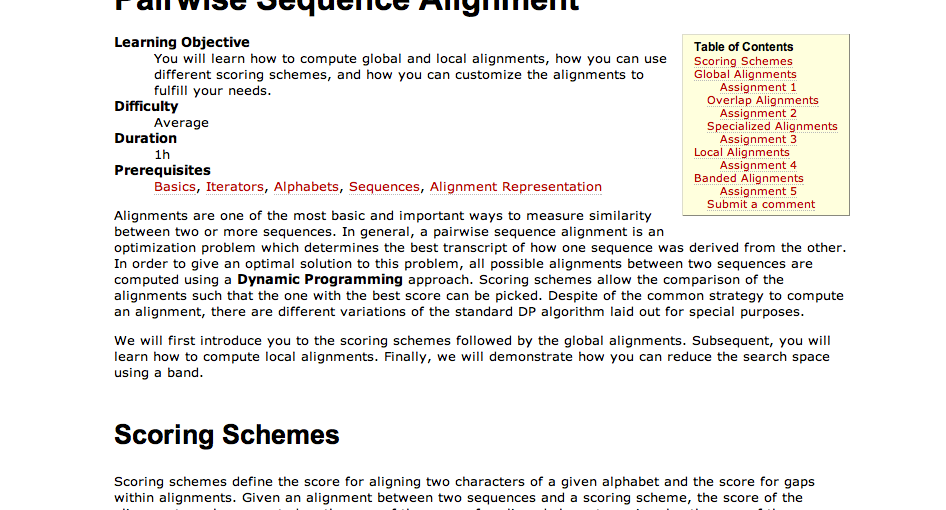 Pairwise Sequence Alignment
Learning Objective
You will learn how to compute global and local alignments, how you can use
different scoring schemes, and how you can customize the alignments to
fulfill your needs.
Difficulty
Average
Duration
1h
Prerequisites
Basics, Iterators, Alphabets, Sequences, Alignment Representation
Table of Contents
Scoring Schemes
Global Alignments
Assignment 1
Overlap Alignments
Assignment 2
Specialized Alignments
Assignment 3
Local Alignments
Assignment 4
Banded Alignments
Assignment 5
Submit a comment
Alignments are one of the most basic and important ways to measure similarity
between two or more sequences. In general, a pairwise sequence alignment is an
optimization problem which determines the best transcript of how one sequence was derived from the other.
In order to give an optimal solution to this problem, all possible alignments between two sequences are
computed using a Dynamic Programming approach. Scoring schemes allow the comparison of the
alignments such that the one with the best score can be picked. Despite of the common strategy to compute
an alignment, there are different variations of the standard DP algorithm laid out for special purposes.
We will first introduce you to the scoring schemes followed by the global alignments. Subsequent, you will
learn how to compute local alignments. Finally, we will demonstrate how you can reduce the search space
using a band.
Scoring Schemes
Scoring schemes define the score for aligning two characters of a given alphabet and the score for gaps
within alignments. Given an alignment between two sequences and a scoring scheme, the score of the